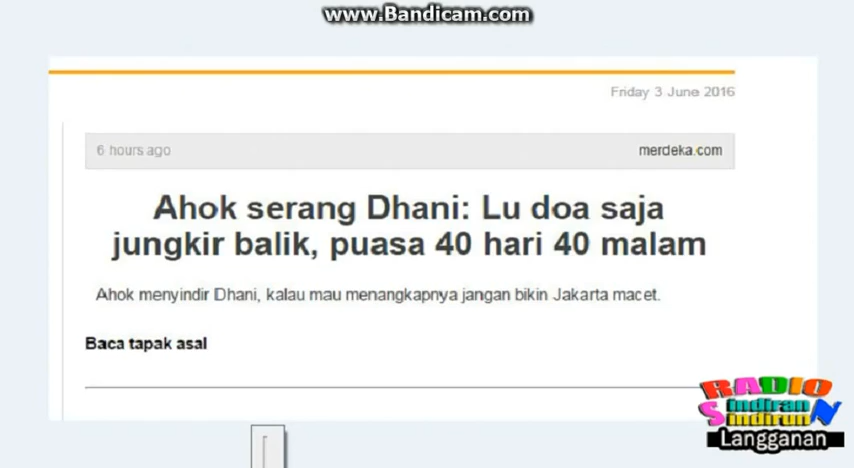 www.Bandicam.com
Friday 3 June 2016
6 hours ago
merdeka.com
Ahok serang Dhani: Lu doa saja
jungkir balik, puasa 40 hari 40 malam
Ahok menyindir Dhani, kalau mau menangkapnya jangan bikin Jakarta macet.
Baca tapak asal
RADIO
Sindiran
SindiruN
Langganan